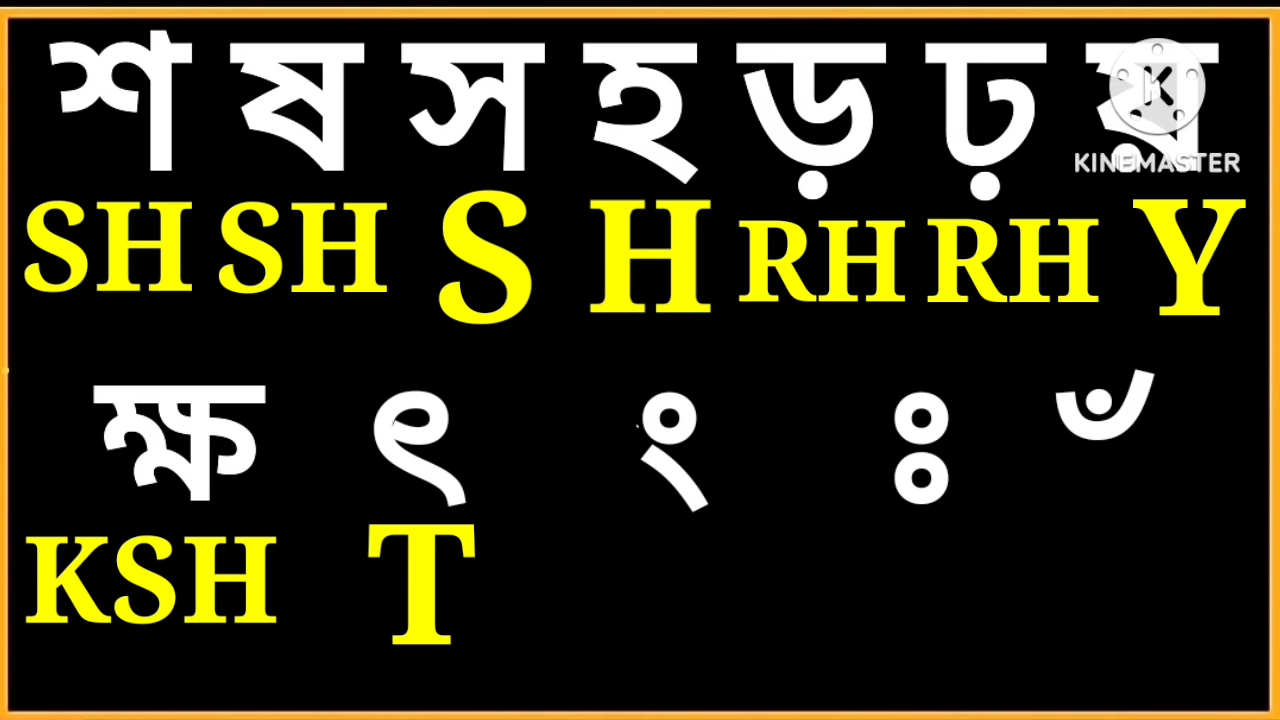 শ ষ স হ ড় ঢ় য়
KINEMASTER
SH SH S H RH RH Y
ক্ষ ৎ ং ঃ ঁ
KSH T